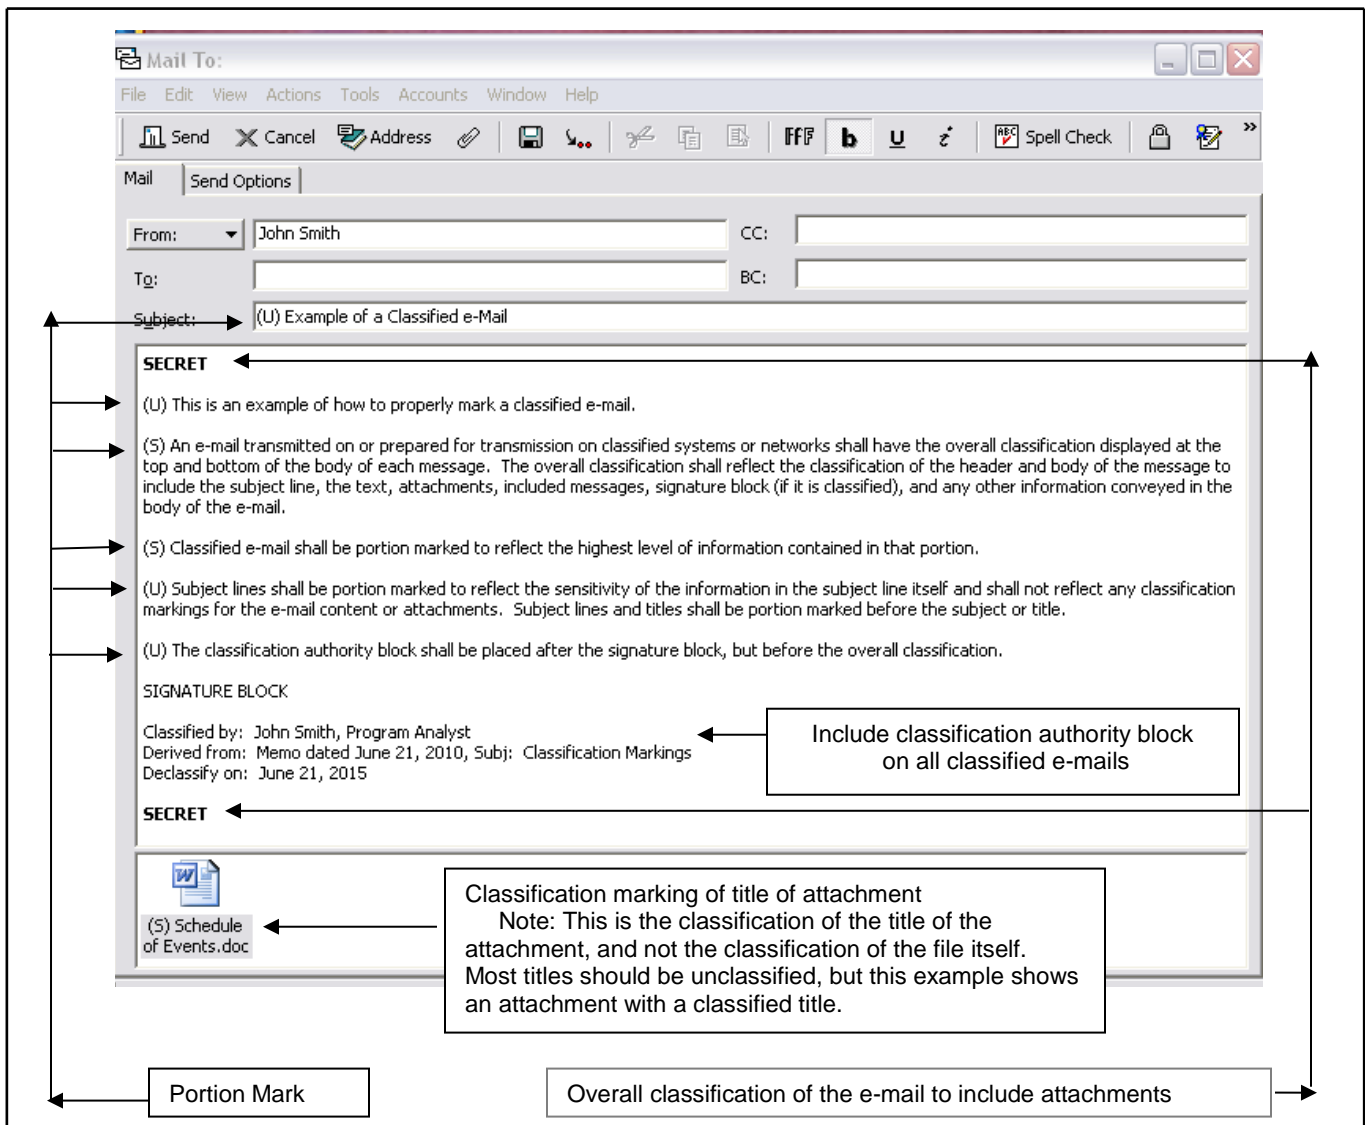 Mail To:
File Edit View Actions Tools Accounts Window Help
Send Cancel Address FfF b U i ABC Spell Check »
Mail Send Options
From: John Smith CC:
To: BC:
Subject: (U) Example of a Classified e-Mail
SECRET
(U) This is an example of how to properly mark a classified e-mail.
(S) An e-mail transmitted on or prepared for transmission on classified systems or networks shall have the overall classification displayed at the
top and bottom of the body of each message. The overall classification shall reflect the classification of the header and body of the message to
include the subject line, the text, attachments, included messages, signature block (if it is classified), and any other information conveyed in the
body of the e-mail.
(S) Classified e-mail shall be portion marked to reflect the highest level of information contained in that portion.
(U) Subject lines shall be portion marked to reflect the sensitivity of the information in the subject line itself and shall not reflect any classification
markings for the e-mail content or attachments. Subject lines and titles shall be portion marked before the subject or title.
(U) The classification authority block shall be placed after the signature block, but before the overall classification.
SIGNATURE BLOCK
Classified by: John Smith, Program Analyst
Derived from: Memo dated June 21, 2010, Subj: Classification Markings
Declassify on: June 21, 2015
Include classification authority block
on all classified e-mails
SECRET
W
(S) Schedule
of Events.doc
Classification marking of title of attachment
Note: This is the classification of the title of the
attachment, and not the classification of the file itself.
Most titles should be unclassified, but this example shows
an attachment with a classified title.
Portion Mark
Overall classification of the e-mail to include attachments